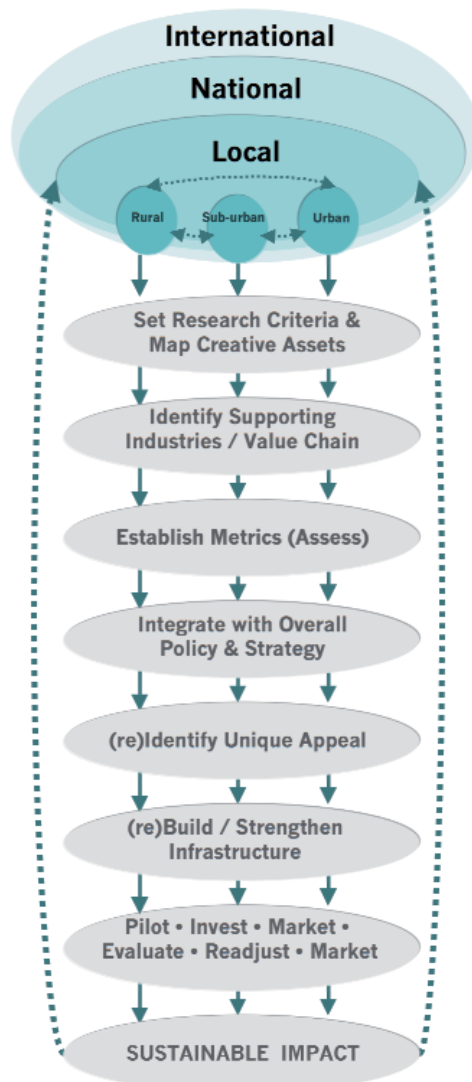 International
National
Local
Rural
Sub-urban
Urban
Set Research Criteria &
Map Creative Assets
Identify Supporting
Industries / Value Chain
Establish Metrics (Assess)
Integrate with Overall
Policy & Strategy
(re)Identify Unique Appeal
(re)Build / Strengthen
Infrastructure
Pilot • Invest • Market •
Evaluate • Readjust • Market
SUSTAINABLE IMPACT